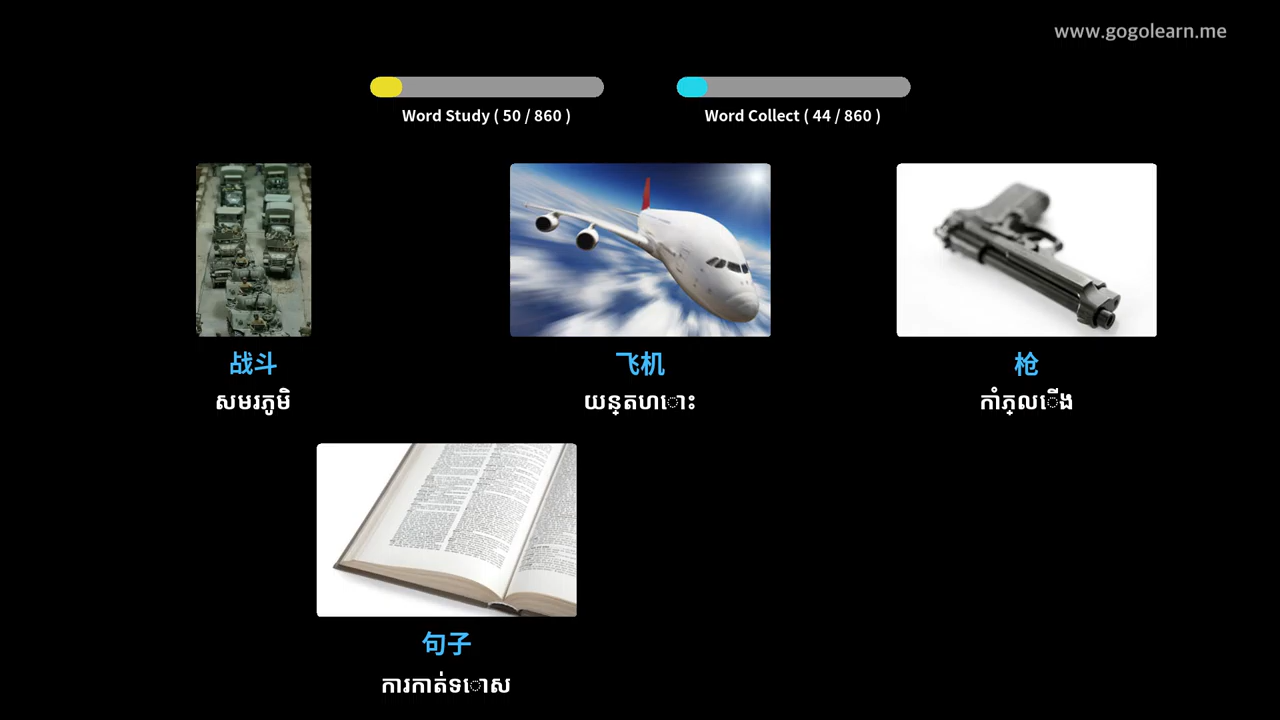 www.gogolearn.me
Word Study ( 50 / 860 )
Word Collect ( 44 / 860 )
战斗
សមរភូមិ
飞机
យន្តហោះ
枪
កាំភ្លើង
句子
ការកាត់ទោស